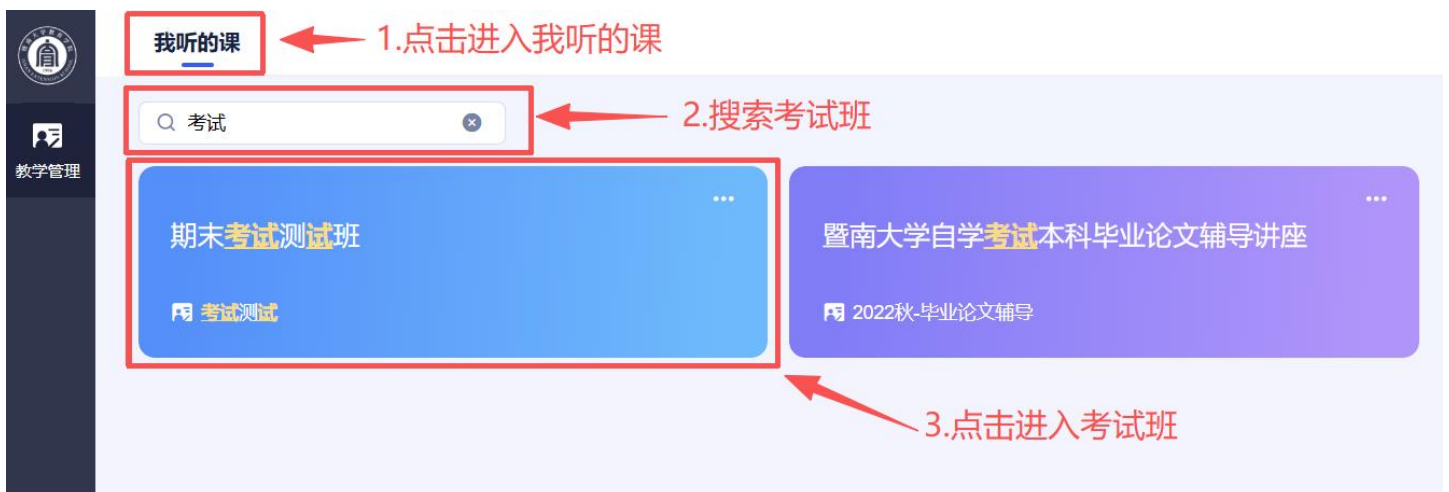 我听的课
1.点击进入我听的课
考试
2.搜索考试班
教学管理
期末考试测试班
考试测试
暨南大学自学考试本科毕业论文辅导讲座
2022秋-毕业论文辅导
3.点击进入考试班